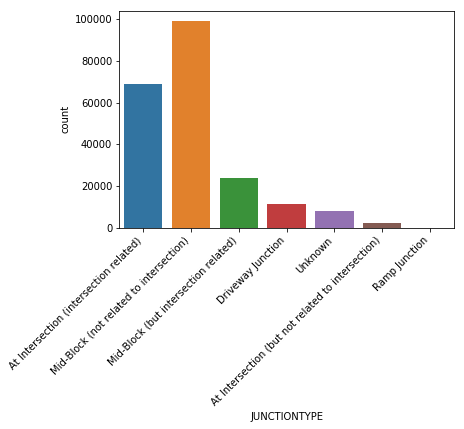 100000
80000
60000
40000
20000
0
count
At Intersection (intersection related)
Mid-Block (not related to intersection)
Mid-Block (but intersection related)
Driveway Junction
Unknown
At Intersection (but not related to intersection)
Ramp Junction
JUNCTIONTYPE